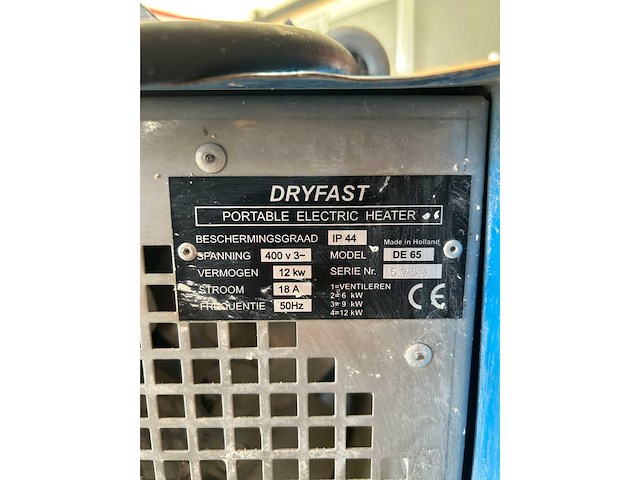 DRYFAST
PORTABLE ELECTRIC HEATER
BESCHERMINGSGRAAD IP 44 Made in Holland
SPANNING 400 v 3~ MODEL DE 65
VERMOGEN 12 kw SERIE Nr.
STROOM 18 A 1=VENTILEREN
FREQUENTIE 50Hz 2= 6 kW
3= 9 kW
4=12 kW
CE